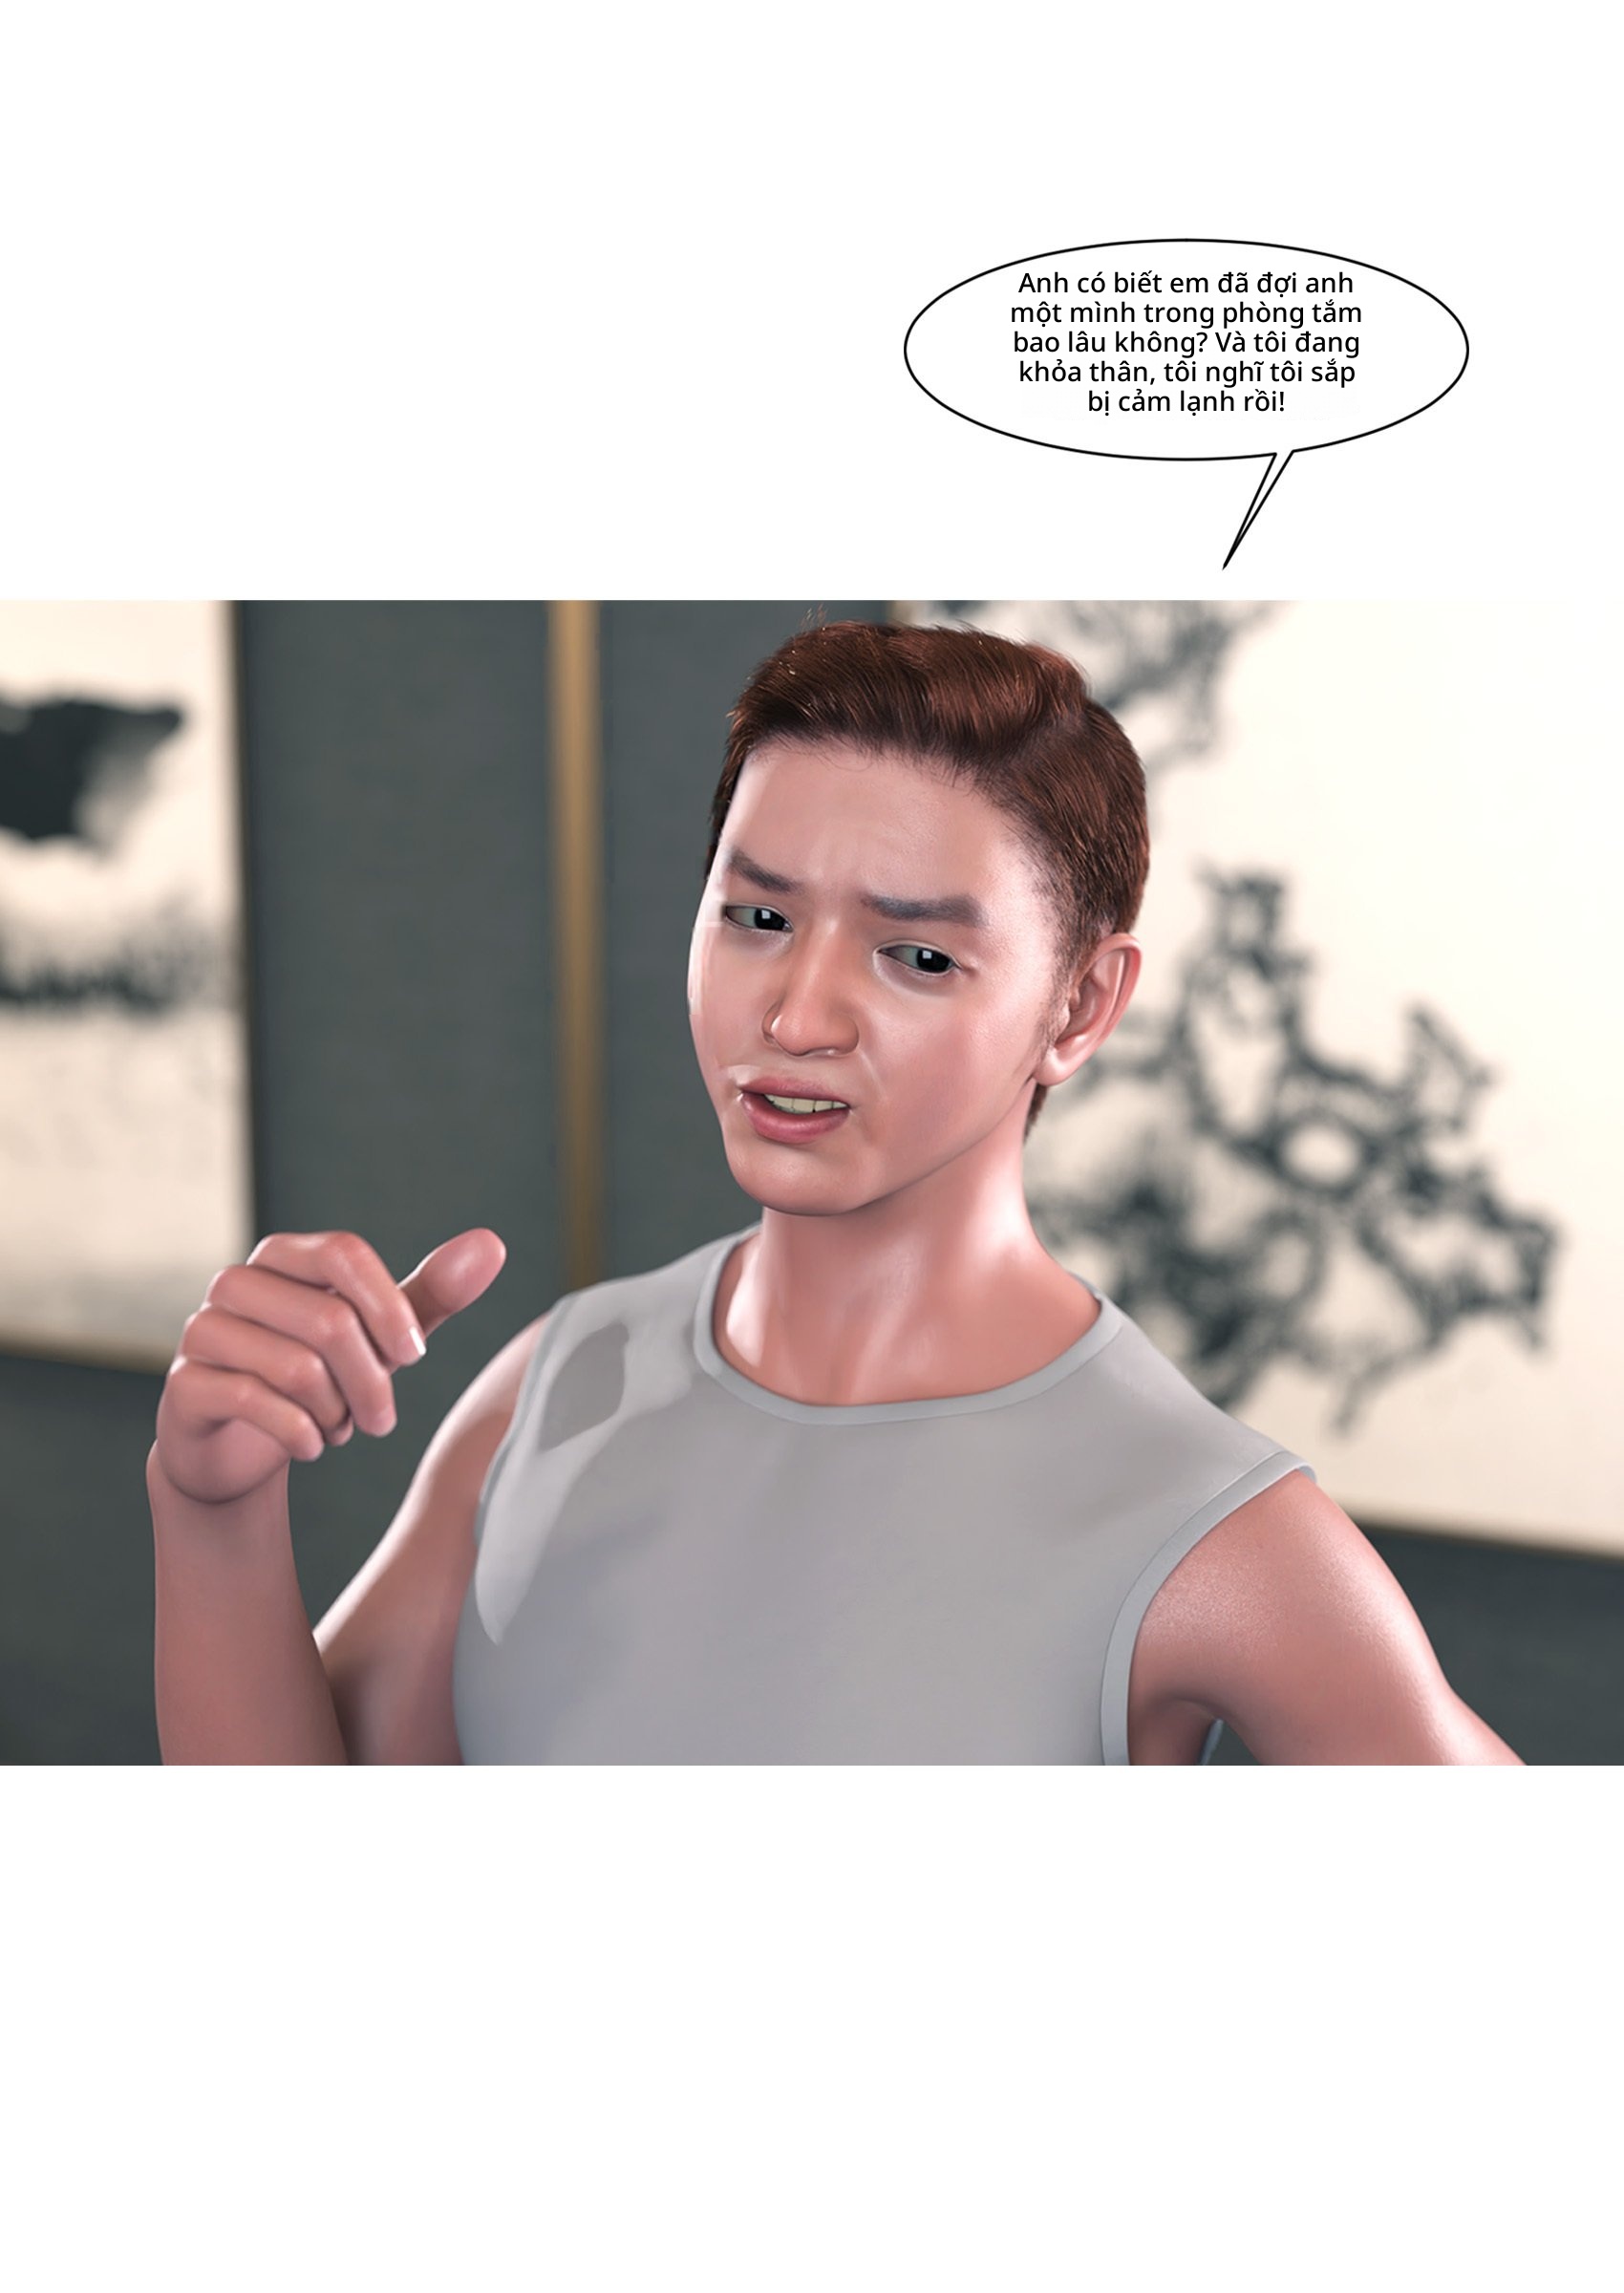 Anh có biết em đã đợi anh
một mình trong phòng tắm
bao lâu không? Và tôi đang
khỏa thân, tôi nghĩ tôi sắp
bị cảm lạnh rồi!